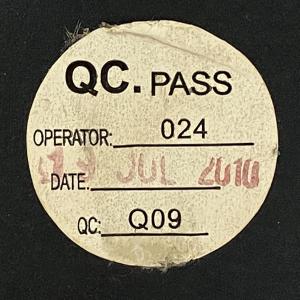 QC. PASS
OPERATOR: 024
JUL 2010
DATE:
QC: Q09